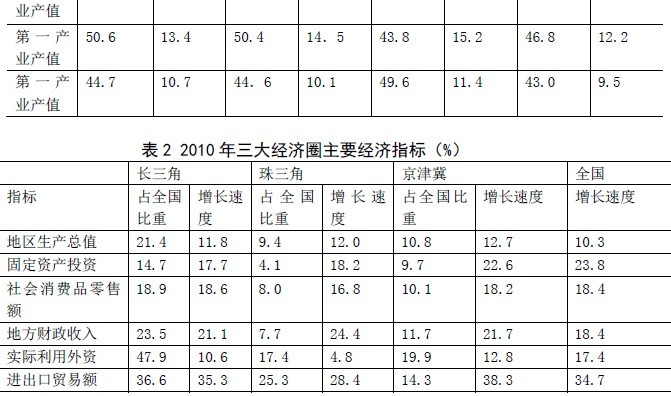 业产值
第一产 50.6 13.4 50.4 14.5 43.8 15.2 46.8 12.2
业产值
第一产 44.7 10.7 44.6 10.1 49.6 11.4 43.0 9.5
业产值
表2 2010年三大经济圈主要经济指标（%）
长三角 珠三角 京津冀 全国
指标 占全国比重 增长速度 占全国比重 增长速度 占全国比重 增长速度 增长速度
地区生产总值 21.4 11.8 9.4 12.0 10.8 12.7 10.3
固定资产投资 14.7 17.7 4.1 18.2 9.7 22.6 23.8
社会消费品零售额 18.9 18.6 8.0 16.8 10.1 18.2 18.4
地方财政收入 23.5 21.1 7.7 24.4 11.7 21.7 18.4
实际利用外资 47.9 10.6 17.4 4.8 19.9 12.8 17.4
进出口贸易额 36.6 35.3 25.3 28.4 14.3 38.3 34.7